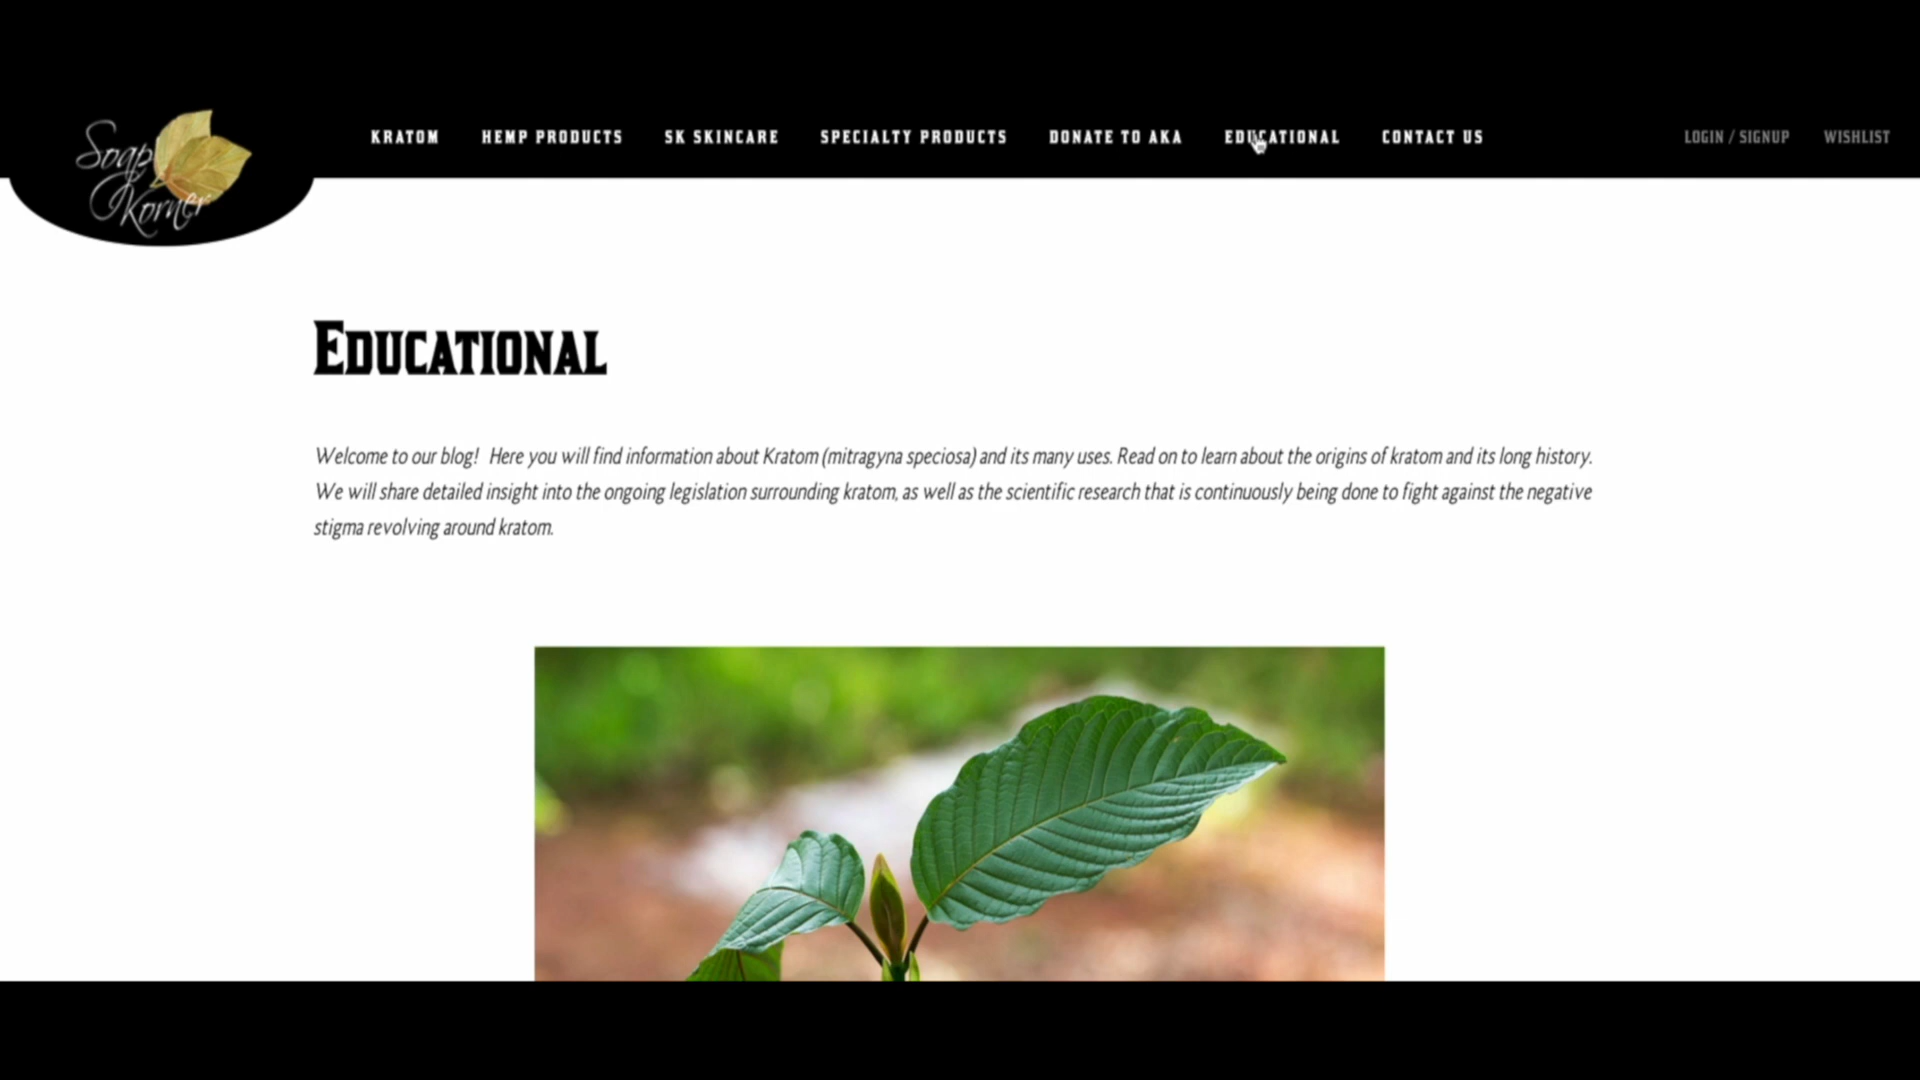 Soap
Korner
KRATOM HEMP PRODUCTS SK SKINCARE SPECIALTY PRODUCTS DONATE TO AKA EDUCATIONAL CONTACT US LOGIN / SIGNUP WISHLIST
EDUCATIONAL
Welcome to our blog! Here you will find information about Kratom (mitragyna speciosa) and its many uses. Read on to learn about the origins of kratom and its long history.
We will share detailed insight into the ongoing legislation surrounding kratom, as well as the scientific research that is continuously being done to fight against the negative
stigma revolving around kratom.